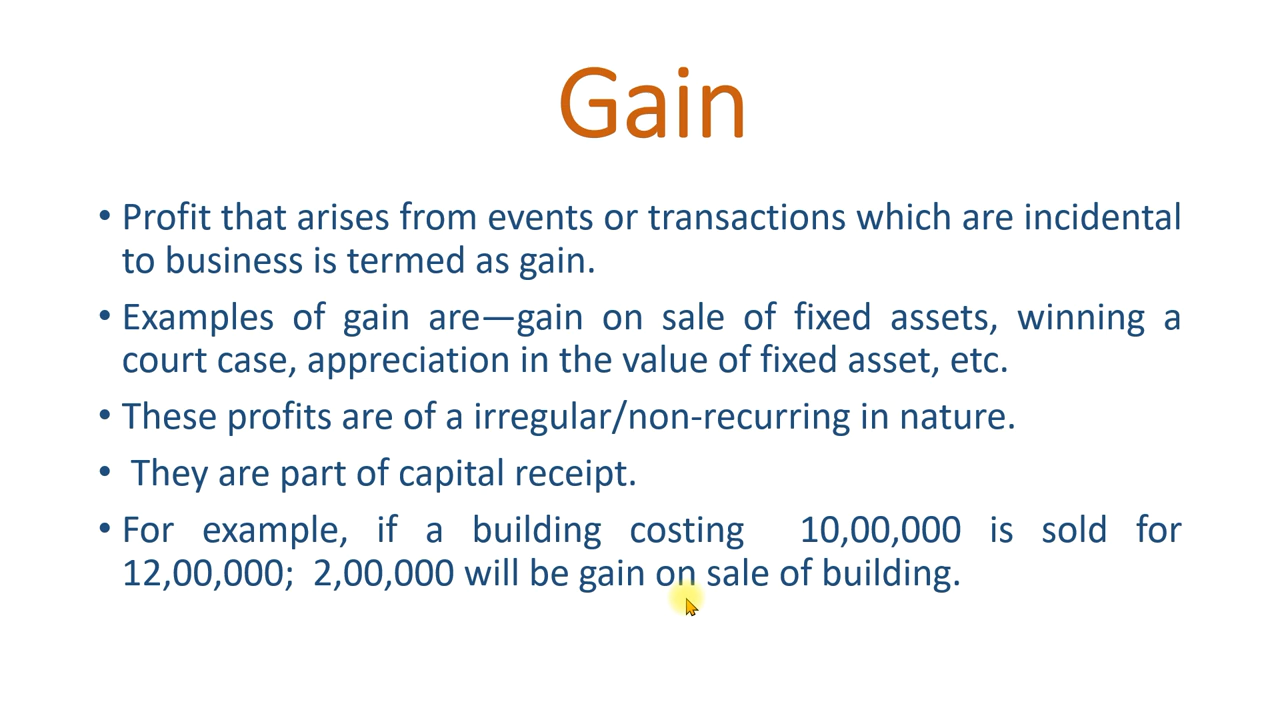 Gain
• Profit that arises from events or transactions which are incidental
to business is termed as gain.
• Examples of gain are—gain on sale of fixed assets, winning a
court case, appreciation in the value of fixed asset, etc.
• These profits are of a irregular/non-recurring in nature.
• They are part of capital receipt.
• For example, if a building costing 10,00,000 is sold for
12,00,000; 2,00,000 will be gain on sale of building.